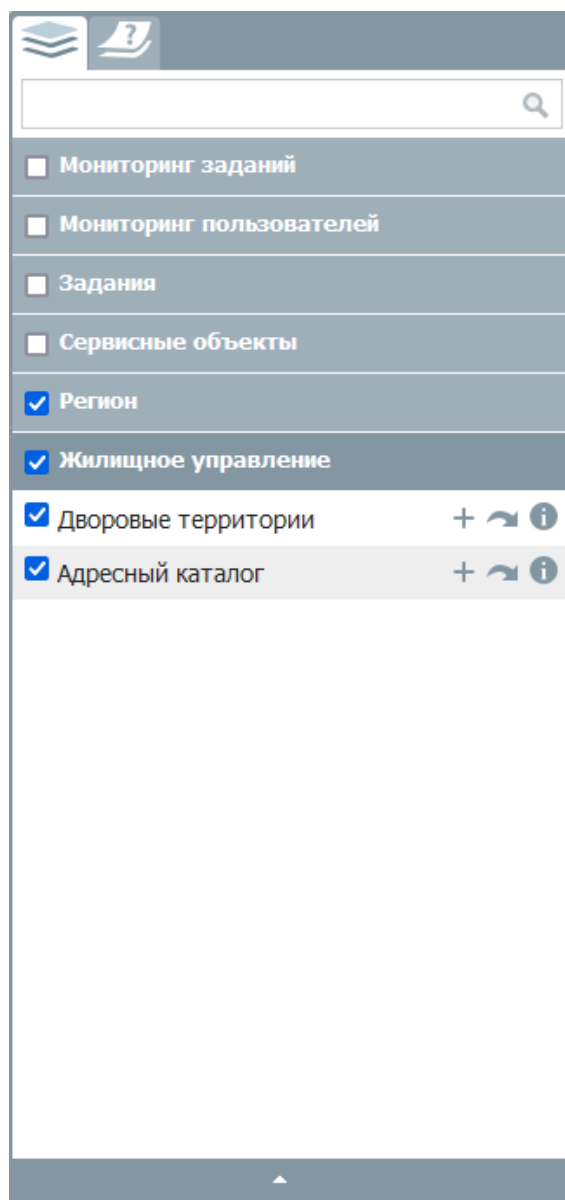 ?
Мониторинг заданий
Мониторинг пользователей
Задания
Сервисные объекты
Регион
Жилищное управление
Дворовые территории
Адресный каталог